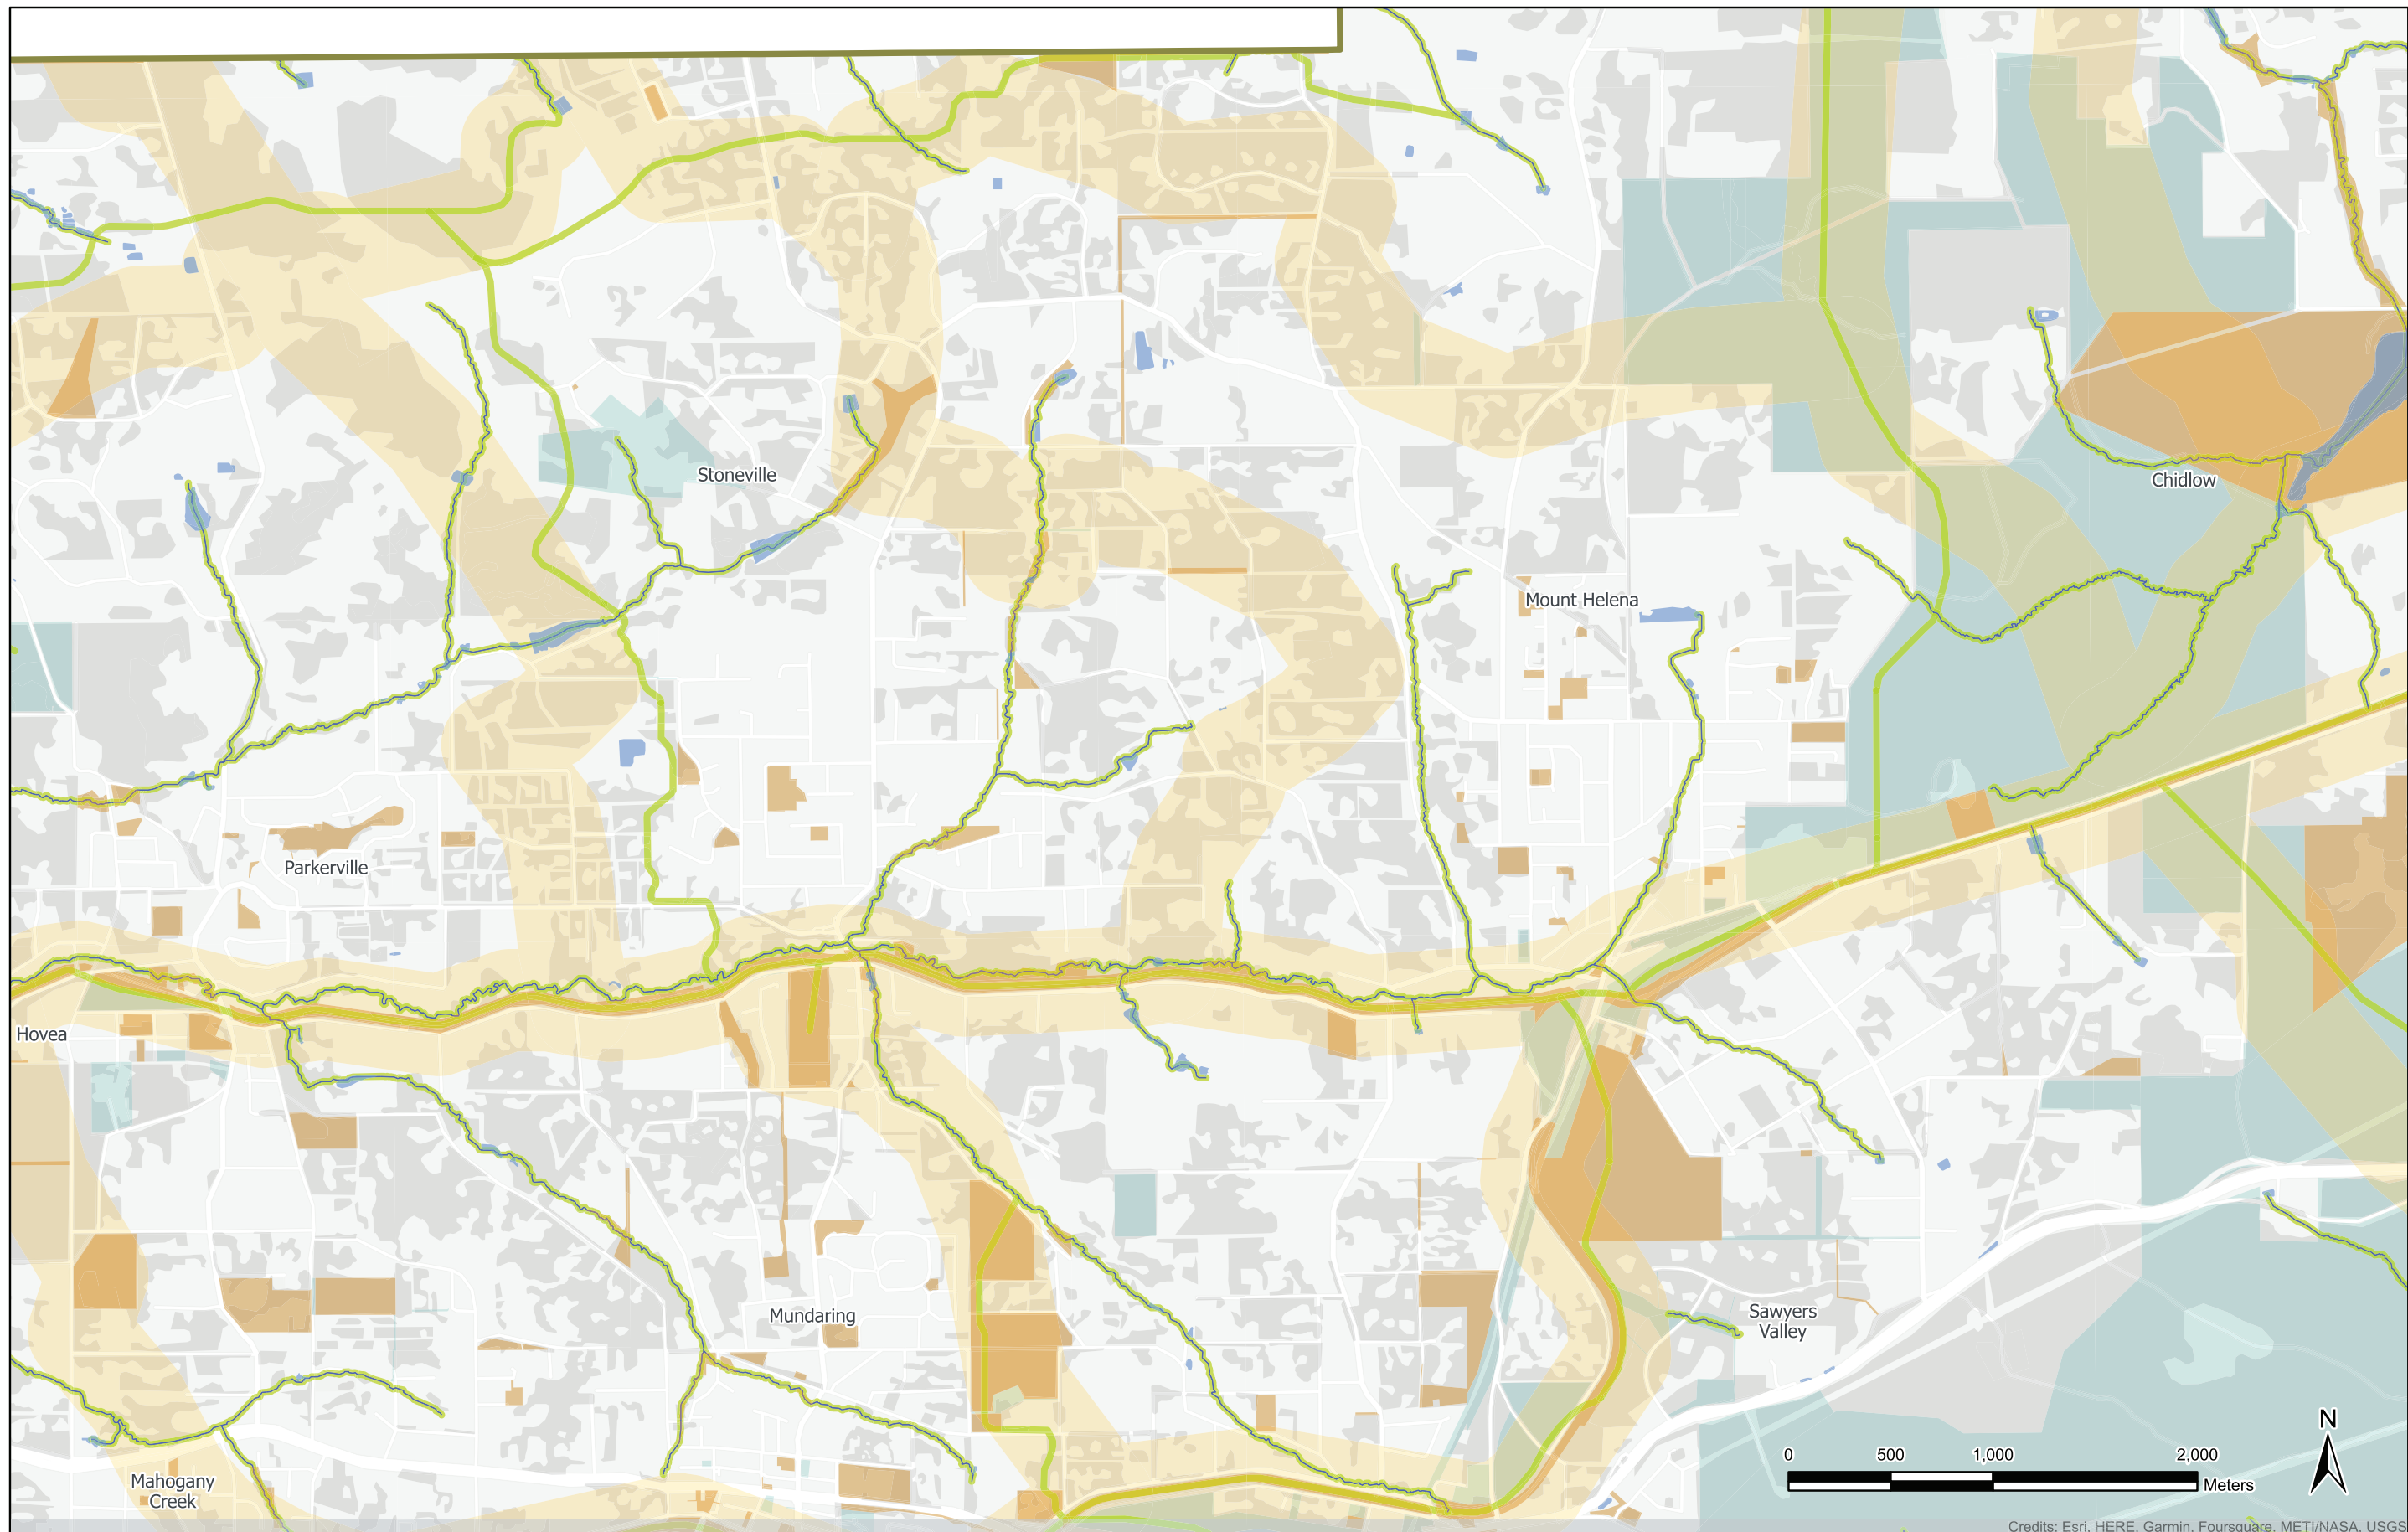 Stoneville
Chidlow
Mount Helena
Parkerville
Hovea
Mundaring
Sawyers
Valley
Mahogany
Creek
N
0 500 1,000 2,000
Meters
Credits: Esri, HERE, Garmin, Foursquare, METI/NASA, USGS